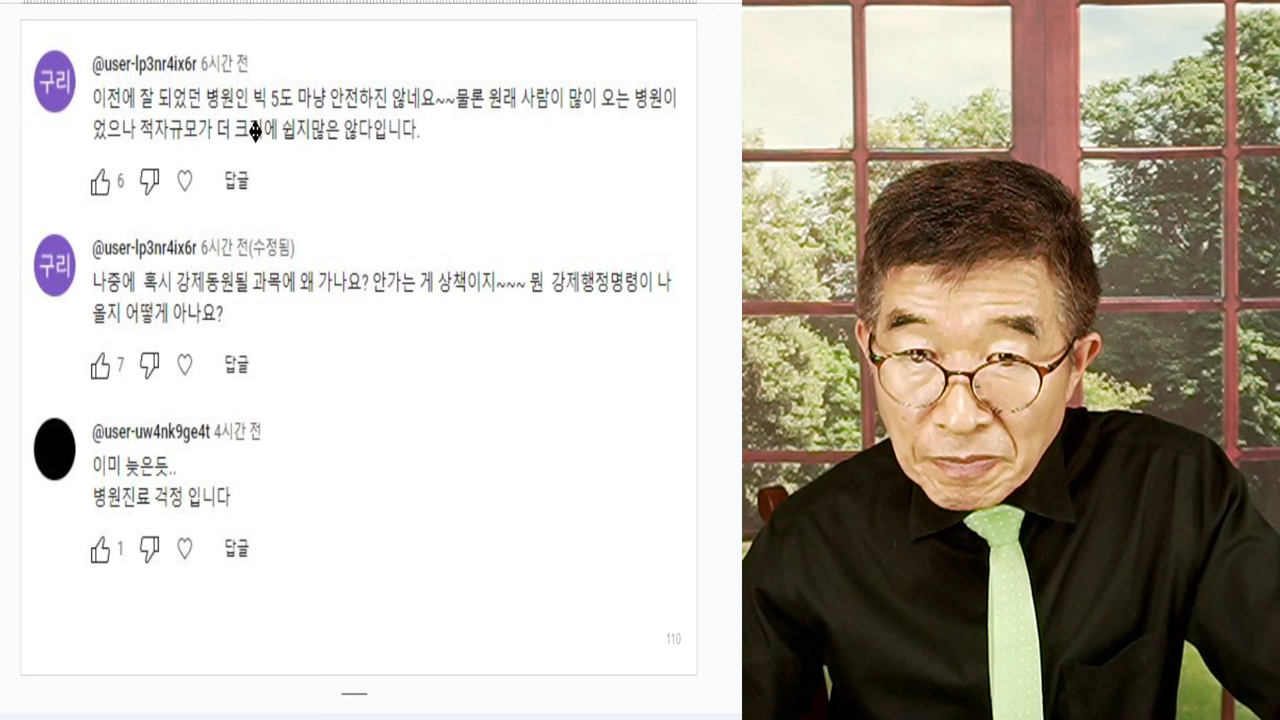 구리
@user-lp3nr4ix6r 6시간 전
이전에 잘 되었던 병원인 빅 5도 마냥 안전하진 않네요~~물론 원래 사람이 많이 오는 병원이
었으나 적자규모가 더 크 에 쉽지많은 않다입니다.
6 답글
구리
@user-lp3nr4ix6r 6시간 전(수정됨)
나중에 혹시 강제동원될 과목에 왜 가나요? 안가는 게 상책이지~~~ 뭔 강제행정명령이 나
올지 어떻게 아나요?
7 답글
@user-uw4nk9ge4t 4시간 전
이미 늦은듯..
병원진료 걱정 입니다
1 답글
110